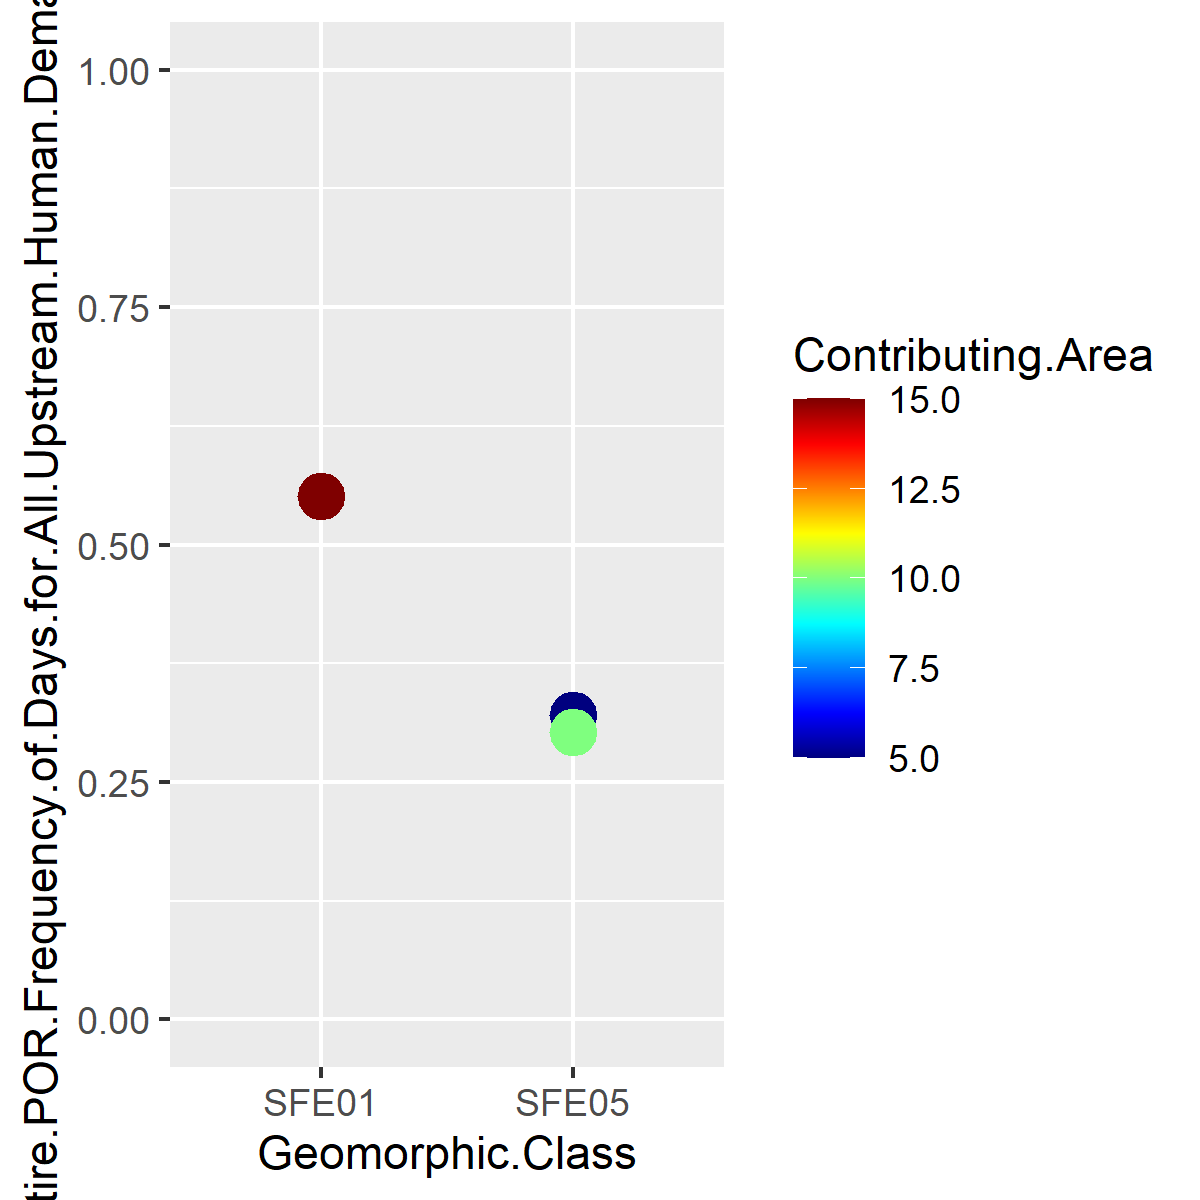 tire.POR.Frequency.of.Days.for.All.Upstream.Human.Dema
1.00
0.75
0.50
0.25
0.00
SFE01 SFE05
Geomorphic.Class
Contributing.Area
15.0
12.5
10.0
7.5
5.0